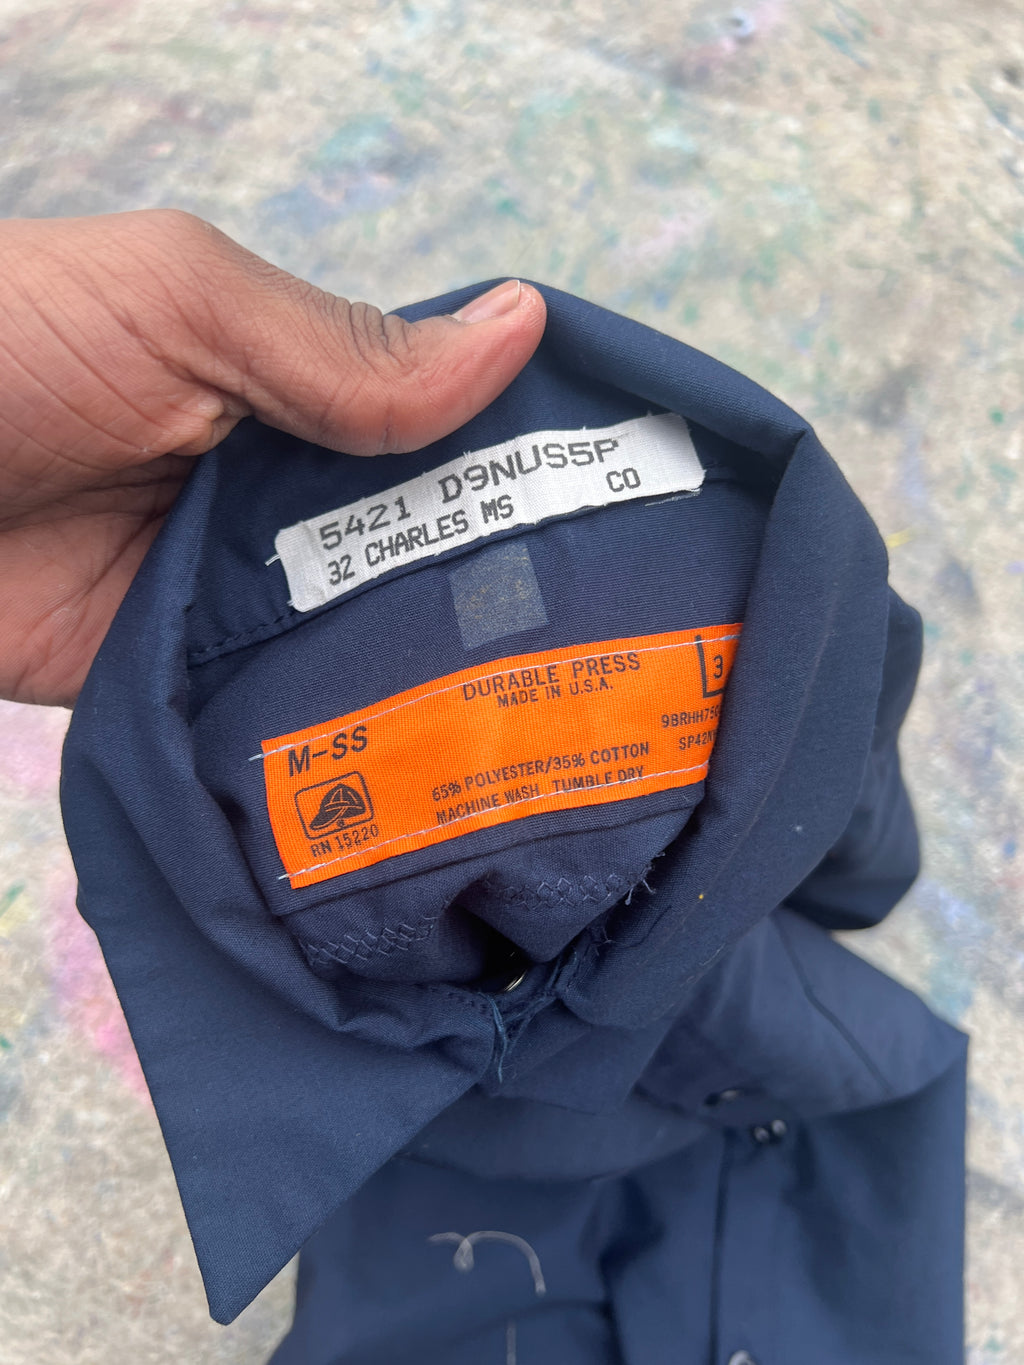 5421 D9NUS5P
32 CHARLES MS CO
DURABLE PRESS
MADE IN U.S.A.
3
M-SS
65% POLYESTER/35% COTTON
MACHINE WASH TUMBLE DRY
RN 15220